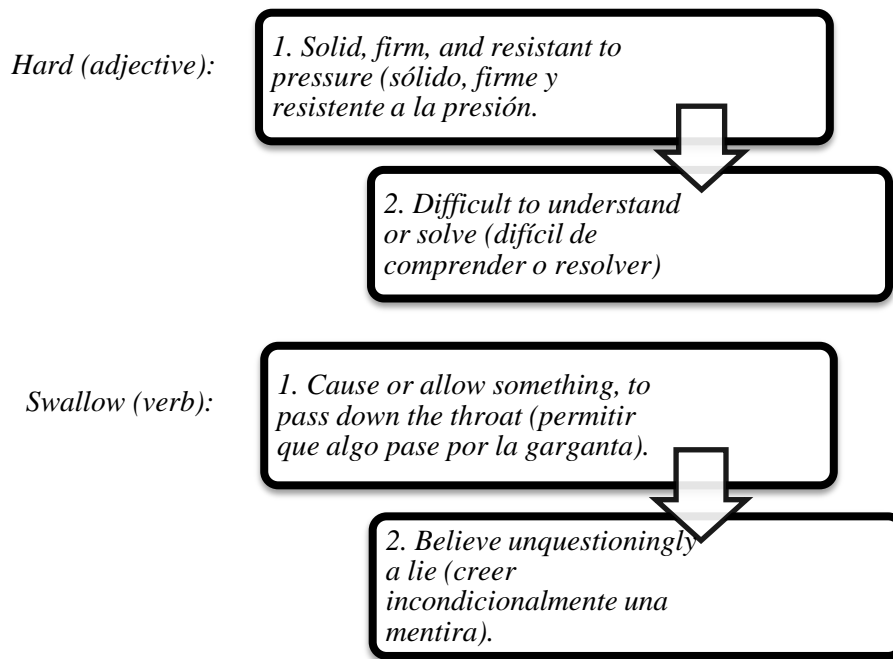 Hard (adjective):
1. Solid, firm, and resistant to
pressure (sólido, firme y
resistente a la presión.
2. Difficult to understand
or solve (difícil de
comprender o resolver)
Swallow (verb):
1. Cause or allow something, to
pass down the throat (permitir
que algo pase por la garganta).
2. Believe unquestioningly
a lie (creer
incondicionalmente una
mentira).